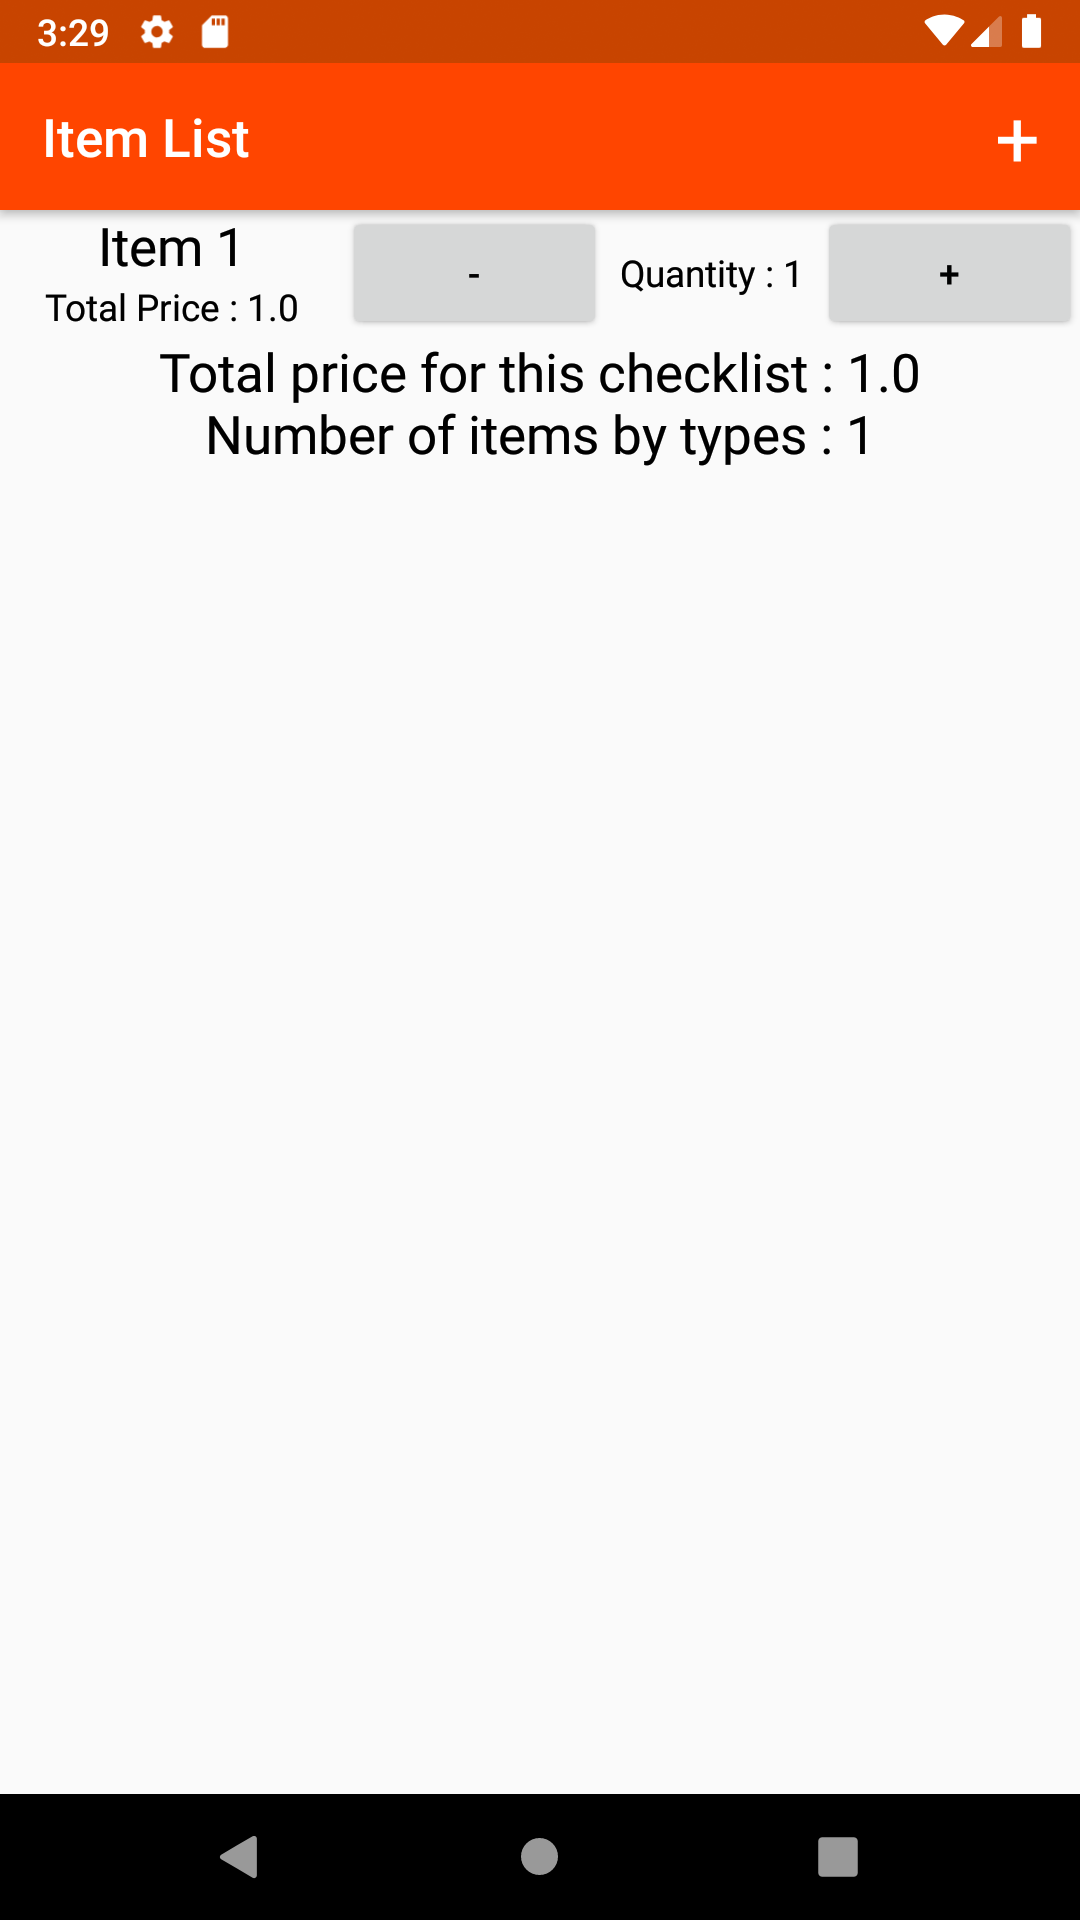 3:29
Item List +
Item 1
- Quantity : 1 +
Total Price : 1.0
Total price for this checklist : 1.0
Number of items by types : 1